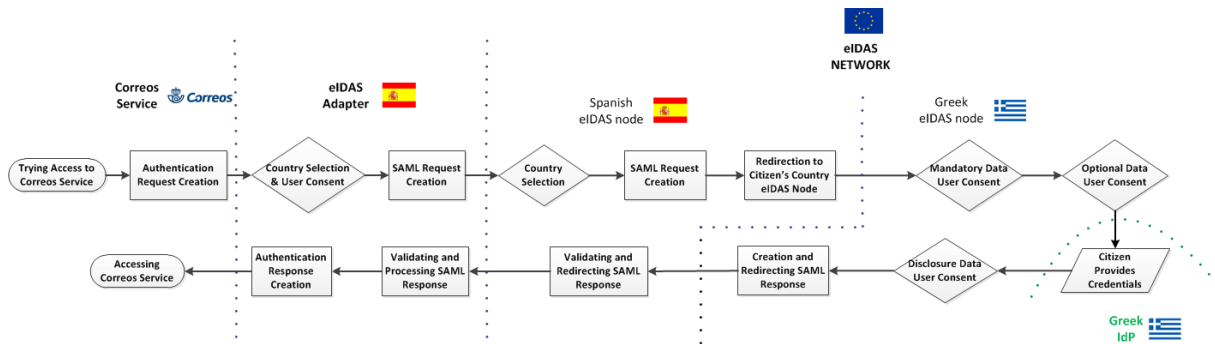 eIDAS
NETWORK
Correos
Service
Correos
eIDAS
Adapter
Spanish
eIDAS node
Greek
eIDAS node
Trying Access to
Correos Service
Authentication
Request Creation
Country Selection
& User Consent
SAML Request
Creation
Country
Selection
SAML Request
Creation
Redirection to
Citizen's Country
eIDAS Node
Mandatory Data
User Consent
Optional Data
User Consent
Accessing
Correos Service
Authentication
Response
Creation
Validating and
Processing SAML
Response
Validating and
Redirecting SAML
Response
Creation and
Redirecting SAML
Response
Disclosure Data
User Consent
Citizen
Provides
Credentials
Greek
IdP